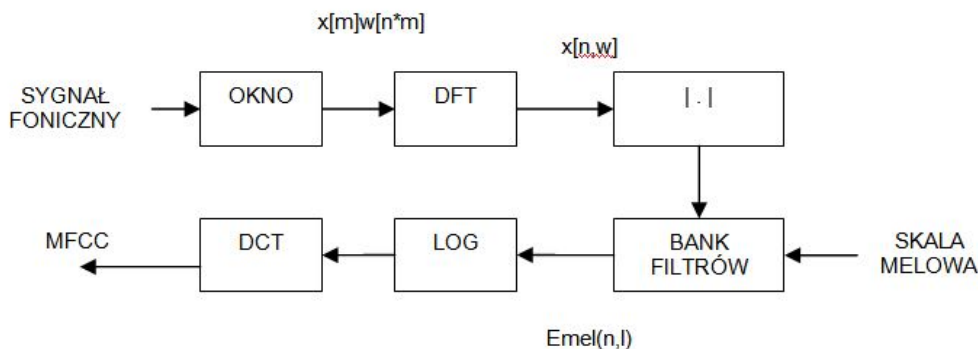 x[m]w[n*m]
x[n,w]
SYGNAŁ
FONICZNY
OKNO
DFT
| . |
MFCC
DCT
LOG
BANK
FILTRÓW
SKALA
MELOWA
Emel(n,l)